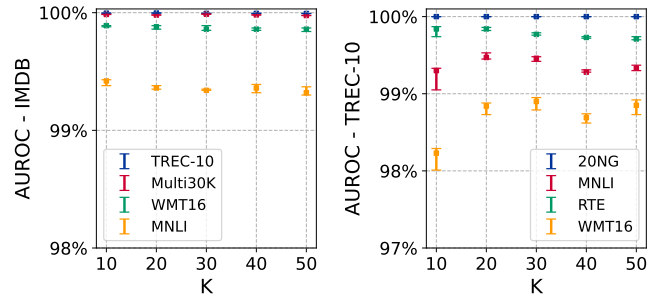 AUROC - IMDB
100%
99%
98%
TREC-10
Multi30K
WMT16
MNLI
10 20 30 40 50
K
AUROC - TREC-10
100%
99%
98%
97%
20NG
MNLI
RTE
WMT16
10 20 30 40 50
K